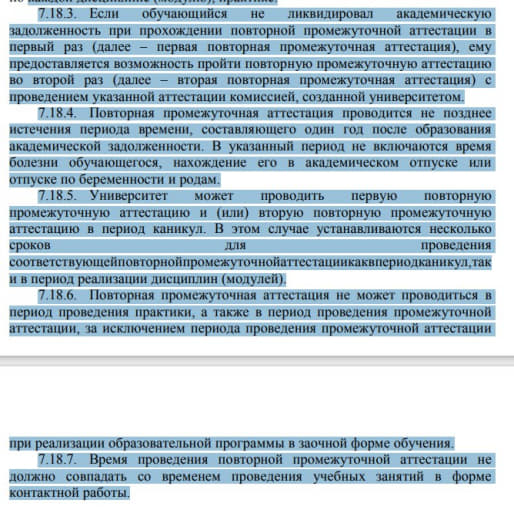 по каждой дисциплине (модулю), практике.
7.18.3. Если обучающийся не ликвидировал академическую
задолженность при прохождении повторной промежуточной аттестации в
первый раз (далее – первая повторная промежуточная аттестация), ему
предоставляется возможность пройти повторную промежуточную аттестацию
во второй раз (далее – вторая повторная промежуточная аттестация) с
проведением указанной аттестации комиссией, созданной университетом.
7.18.4. Повторная промежуточная аттестация проводится не позднее
истечения периода времени, составляющего один год после образования
академической задолженности. В указанный период не включаются время
болезни обучающегося, нахождение его в академическом отпуске или
отпуске по беременности и родам.
7.18.5. Университет может проводить первую повторную
промежуточную аттестацию и (или) вторую повторную промежуточную
аттестацию в период каникул. В этом случае устанавливаются несколько
сроков для проведения
соответствующейповторнойпромежуточнойаттестациикаквпериодканикул,так
и в период реализации дисциплин (модулей).
7.18.6. Повторная промежуточная аттестация не может проводиться в
период проведения практики, а также в период проведения промежуточной
аттестации, за исключением периода проведения промежуточной аттестации
при реализации образовательной программы в заочной форме обучения.
7.18.7. Время проведения повторной промежуточной аттестации не
должно совпадать со временем проведения учебных занятий в форме
контактной работы.